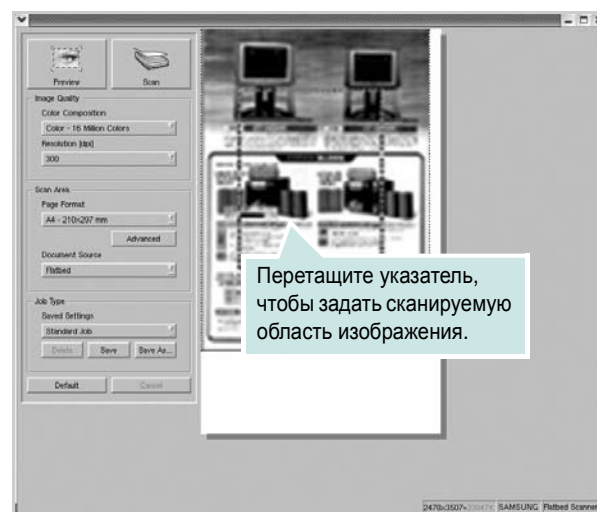 Preview
Scan
Image Quality
Color Composition
Color - 16 Million Colors
Resolution [dpi]
300
Scan Area
Page Format
A4 - 210×297 mm
Advanced
Document Source
Flatbed
Job Type
Saved Settings
Standard Job
Delete
Save
Save As...
Default
Cancel
Перетащите указатель,
чтобы задать сканируемую
область изображения.
SAMSUNG
Flatbed Scanner